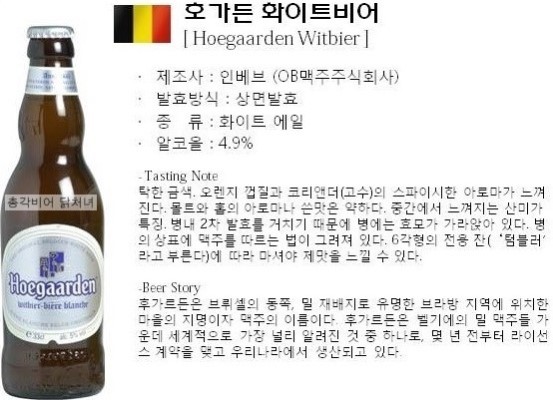 호가든 화이트비어
[ Hoegaarden Witbier ]
· 제조사 : 인베브 (OB맥주주식회사)
· 발효방식 : 상면발효
· 종 류 : 화이트 에일
· 알코올 : 4.9%
-Tasting Note
탁한 금색. 오렌지 껍질과 코리앤더(고수)의 스파이시한 아로마가 느껴
진다. 몰트와 홉의 아로마나 쓴맛은 약하다. 중간에서 느껴지는 산미가
특징. 병내 2차 발효를 거치기 때문에 병에는 효모가 가라앉아 있다. 병
의 상표에 맥주를 따르는 법이 그려져 있다. 6각형의 전용 잔( ‘텀블러’
라고 부른다)에 따라 마셔야 제맛을 느낄 수 있다.
-Beer Story
후가르든은 브뤼셀의 동쪽, 밀 재배지로 유명한 브라방 지역에 위치한
마을의 지명이자 맥주의 이름이다. 후가르든은 벨기에의 밀 맥주들 가
운데 세계적으로 가장 널리 알려진 것 중 하나로, 몇 년 전부터 라이센
스 계약을 맺고 우리나라에서 생산되고 있다.
총각비어 닭처녀
Hoegaarden
witbier-bière blanche
℮33cl
alc. 5% vol